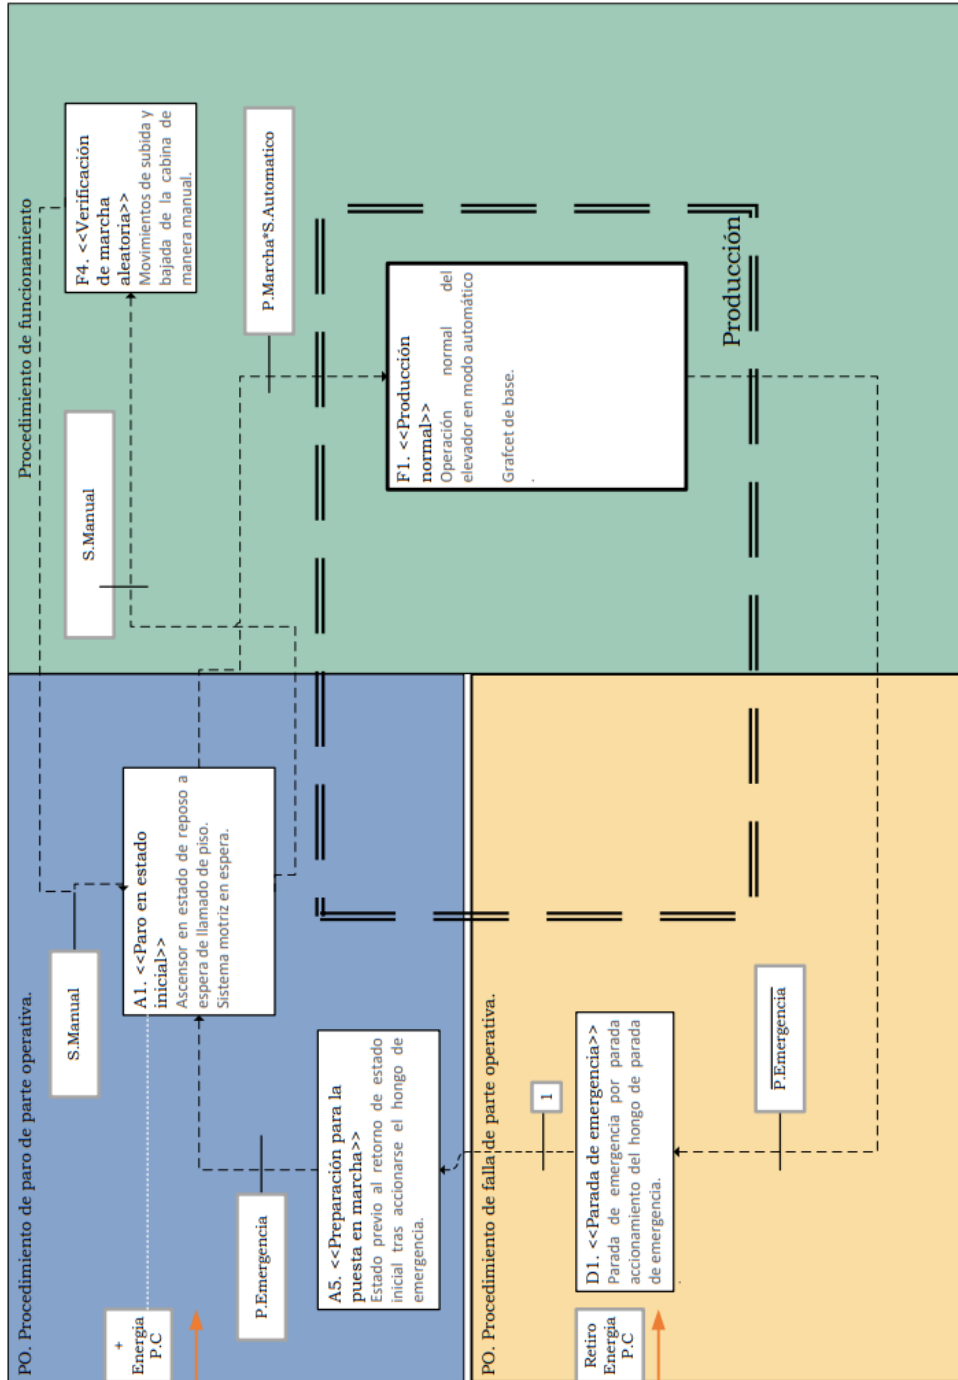 PO. Procedimiento de paro de parte operativa.
+
Energia
P.C
S.Manual
A1. <<Paro en estado
inicial>>
Ascensor en estado de reposo a
espera de llamado de piso.
Sistema motriz en espera.
P.Emergencia
A5. <<Preparación para la
puesta en marcha>>
Estado previo al retorno de estado
inicial tras accionarse el hongo de
emergencia.
Procedimiento de funcionamiento
S.Manual
F4. <<Verificación
de marcha
aleatoria>>
Movimientos de subida y
bajada de la cabina de
manera manual.
P.Marcha*S.Automatico
F1. <<Producción
normal>>
Operación normal del
elevador en modo automático
Grafcet de base.
.
Producción
PO. Procedimiento de falla de parte operativa.
1
Retiro
Energia
P.C
D1. <<Parada de emergencia>>
Parada de emergencia por parada
accionamiento del hongo de parada
de emergencia.
.
P.Emergencia